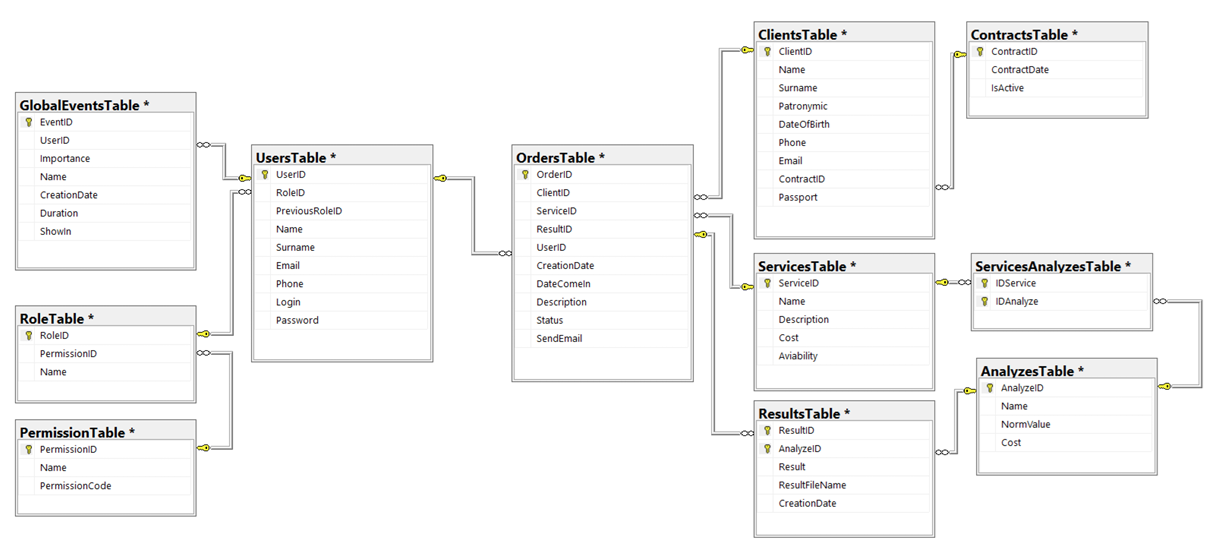 GlobalEventsTable *
EventID
UserID
Importance
Name
CreationDate
Duration
ShowIn
RoleTable *
RoleID
PermissionID
Name
PermissionTable *
PermissionID
Name
PermissionCode
UsersTable *
UserID
RoleID
PreviousRoleID
Name
Surname
Email
Phone
Login
Password
OrdersTable *
OrderID
ClientID
ServiceID
ResultID
UserID
CreationDate
DateComeIn
Description
Status
SendEmail
ClientsTable *
ClientID
Name
Surname
Patronymic
DateOfBirth
Phone
Email
ContractID
Passport
ServicesTable *
ServiceID
Name
Description
Cost
Aviability
ResultsTable *
ResultID
AnalyzeID
Result
ResultFileName
CreationDate
ContractsTable *
ContractID
ContractDate
IsActive
ServicesAnalyzesTable *
IDService
IDAnalyze
AnalyzesTable *
AnalyzeID
Name
NormValue
Cost